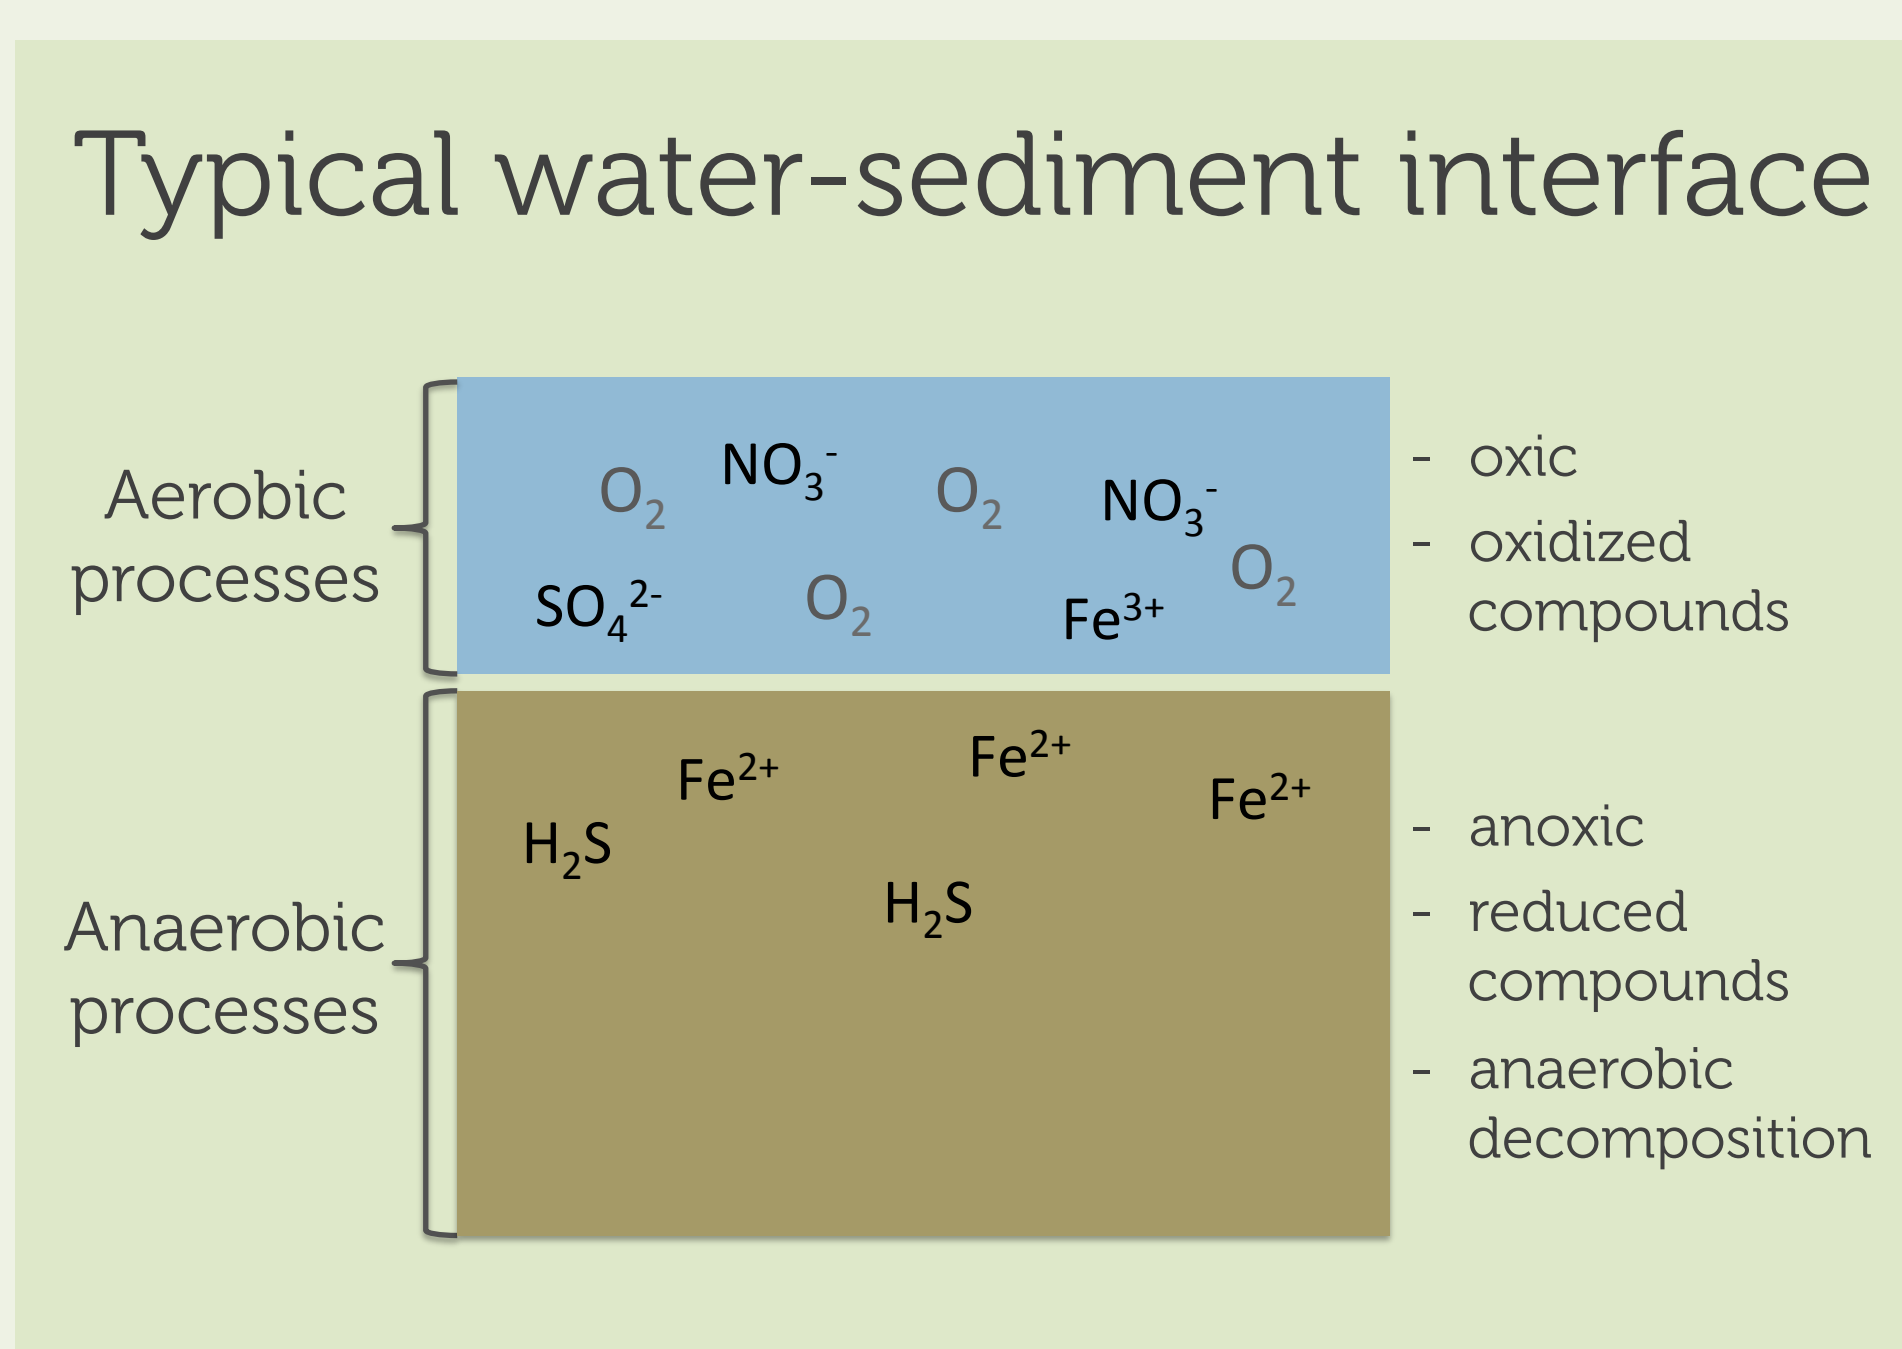 Typical water-sediment interface
Aerobic
processes
O₂ NO₃⁻ O₂ NO₃⁻
SO₄²⁻ O₂ Fe³⁺ O₂
- oxic
- oxidized
compounds
Anaerobic
processes
Fe²⁺ Fe²⁺ Fe²⁺
H₂S H₂S
- anoxic
- reduced
compounds
- anaerobic
decomposition